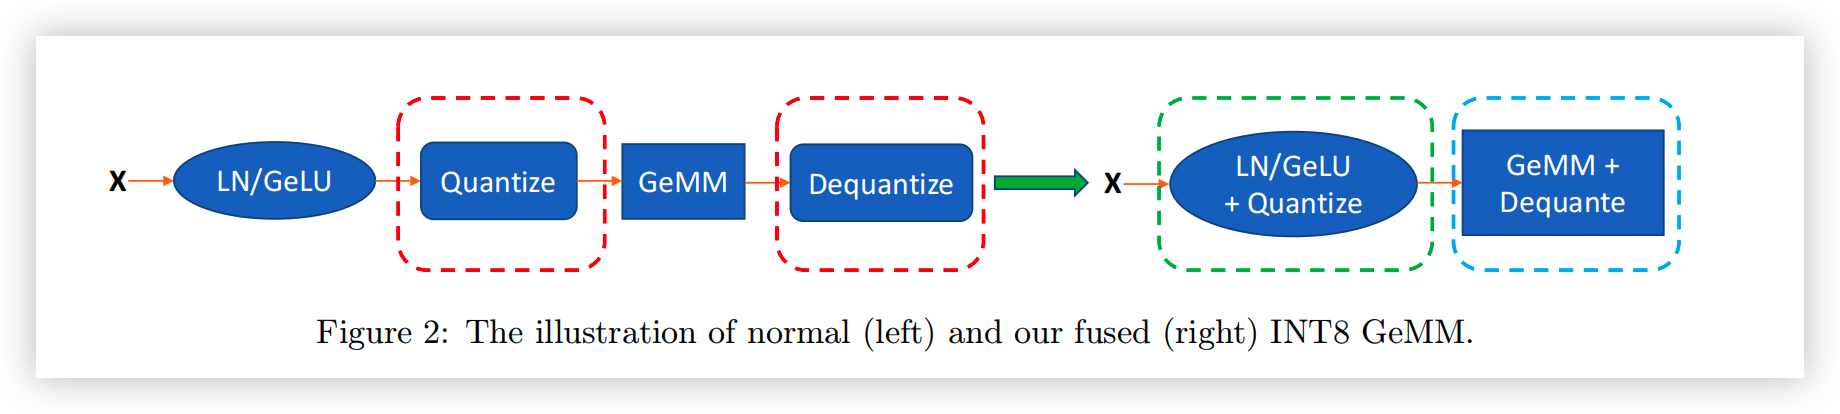 X
LN/GeLU
Quantize
GeMM
Dequantize
X
LN/GeLU
+ Quantize
GeMM +
Dequante
Figure 2: The illustration of normal (left) and our fused (right) INT8 GeMM.